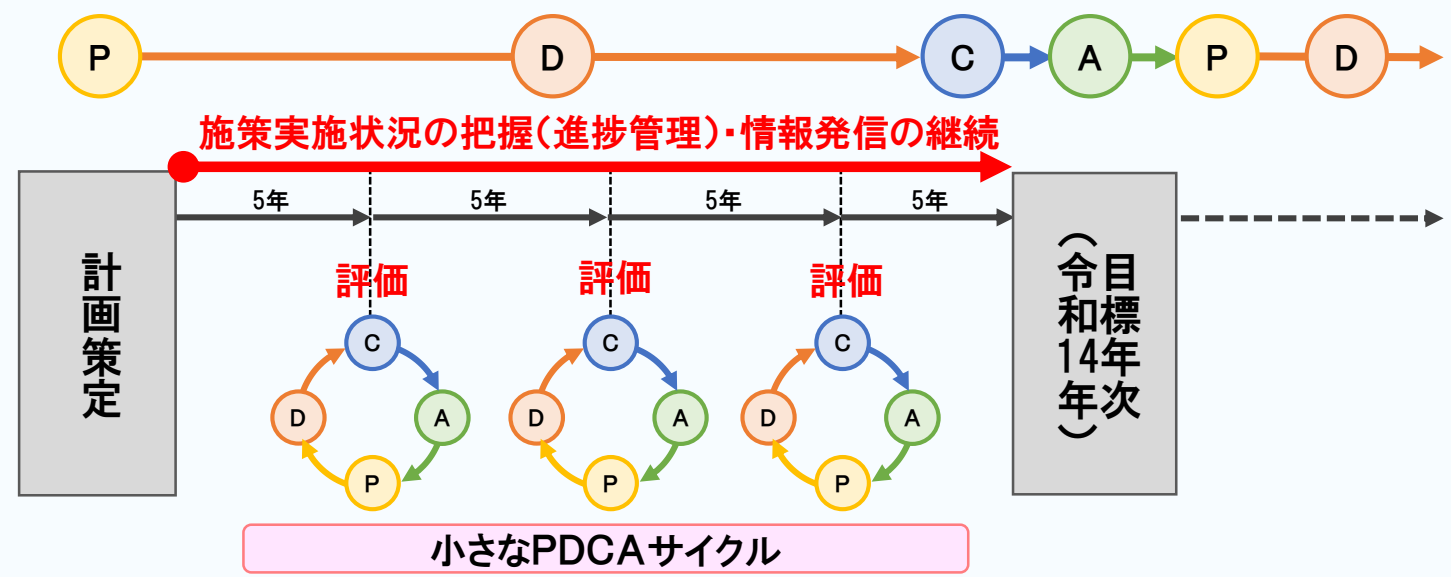 P
D
C
A
P
D
施策実施状況の把握(進捗管理)・情報発信の継続
5年
5年
5年
5年
計画策定
評価
評価
評価
目標年次
(令和14年)
C
D
A
P
C
D
A
P
C
D
A
P
小さなPDCAサイクル